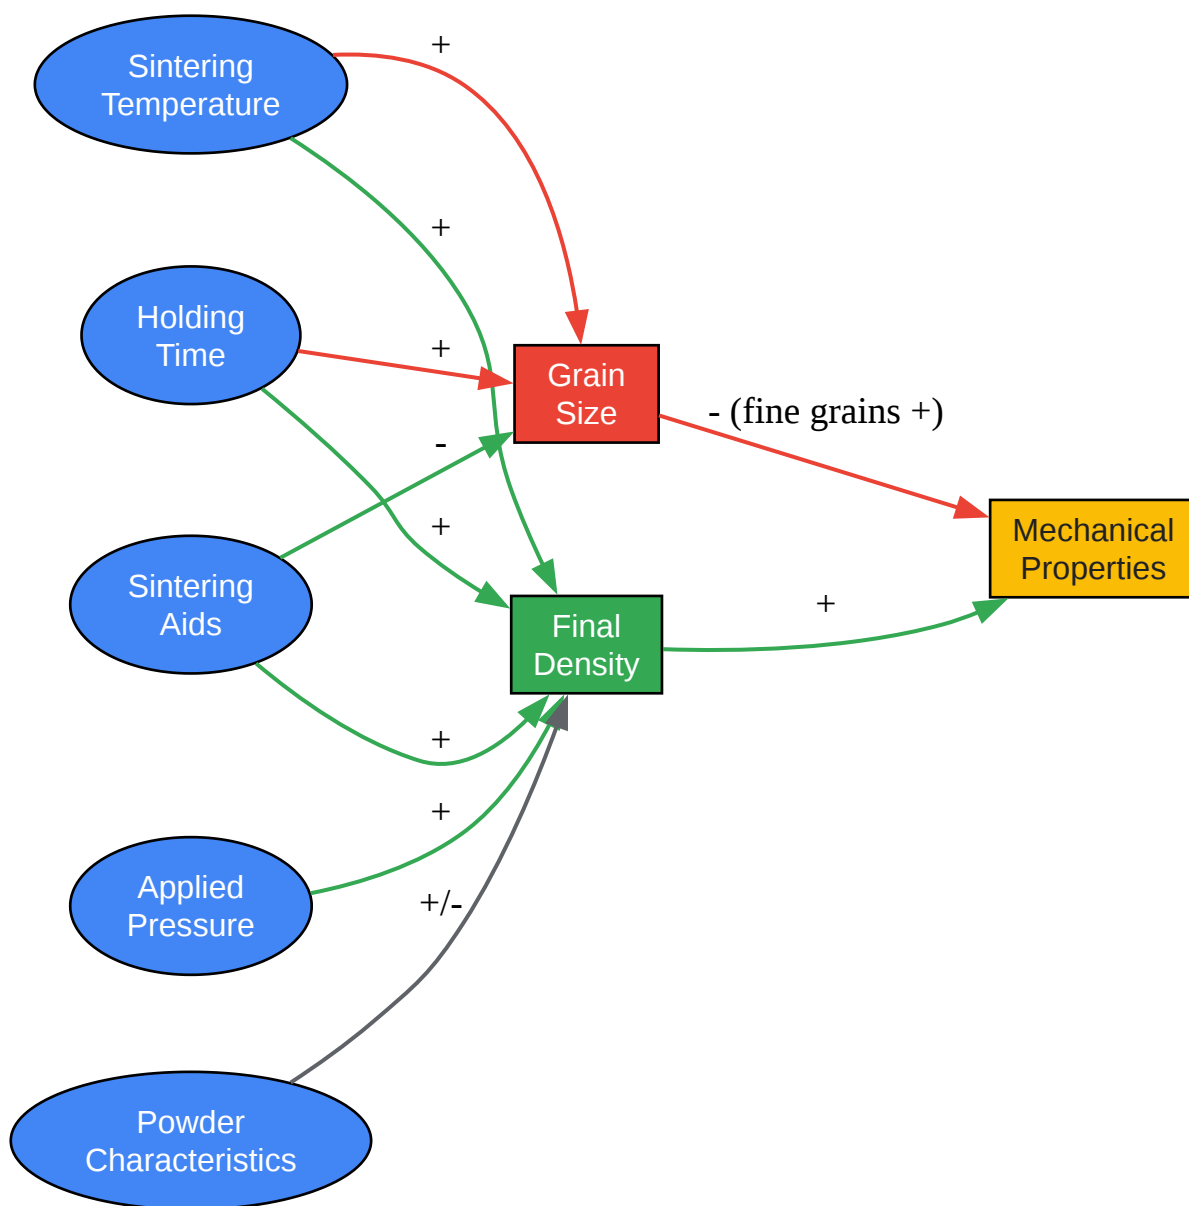 Sintering
Temperature
+
+
Holding
Time
+
Grain
Size
- (fine grains +)
-
+
Mechanical
Properties
Sintering
Aids
+
Final
Density
+
+
Applied
Pressure
+/-
Powder
Characteristics